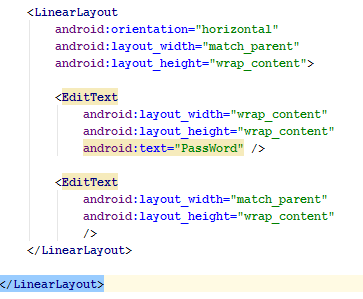 <LinearLayout
android:orientation="horizontal"
android:layout_width="match_parent"
android:layout_height="wrap_content">
<EditText
android:layout_width="wrap_content"
android:layout_height="wrap_content"
android:text="PassWord" />
<EditText
android:layout_width="match_parent"
android:layout_height="wrap_content"
/>
</LinearLayout>
</LinearLayout>